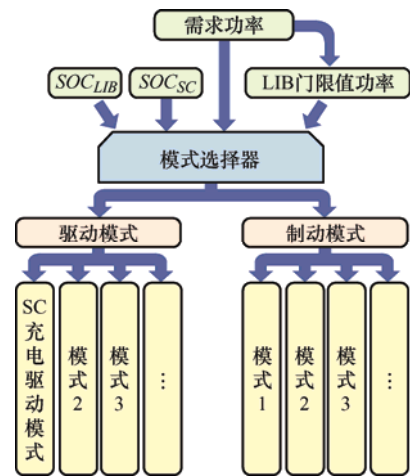 需求功率
SOC_LIB
SOC_SC
LIB门限值功率
模式选择器
驱动模式
制动模式
SC充电驱动模式
模式2
模式3
…
模式1
模式2
模式3
…